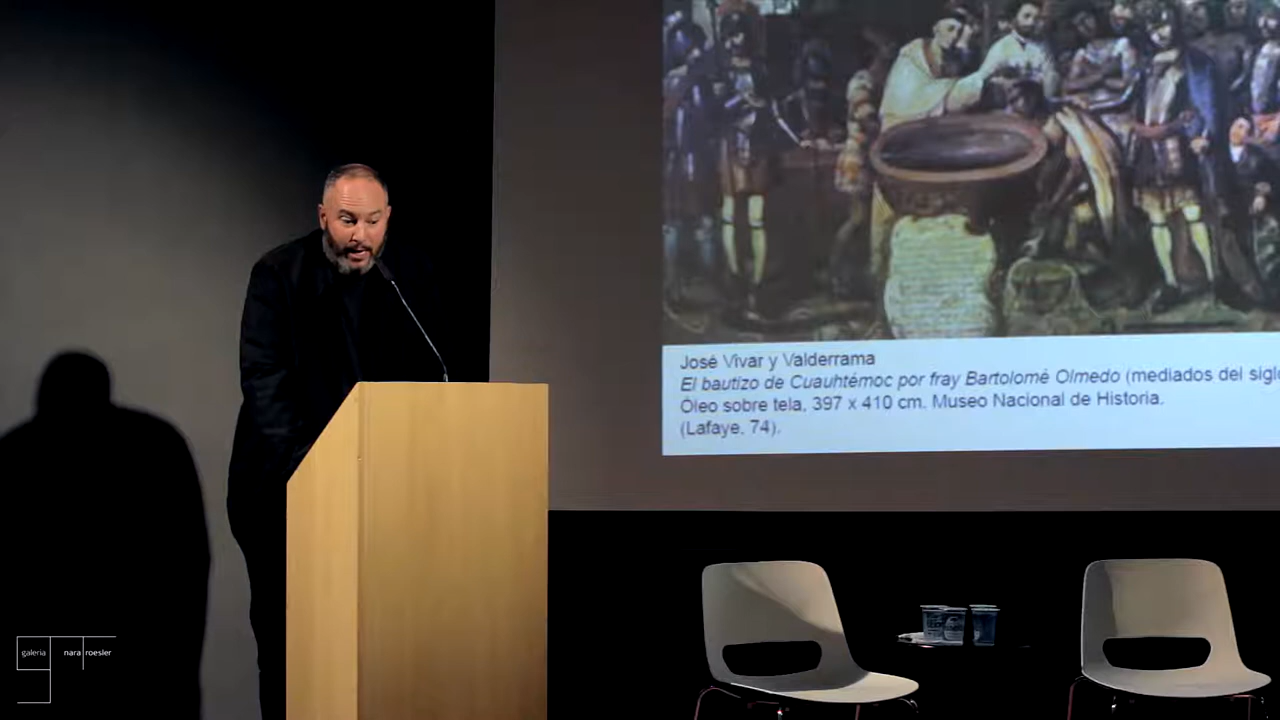 José Vivar y Valderrama
El bautizo de Cuauhtémoc por fray Bartolomé Olmedo (mediados del siglo
Óleo sobre tela, 397 x 410 cm. Museo Nacional de Historia.
(Lafaye, 74).
galeria nara roesler